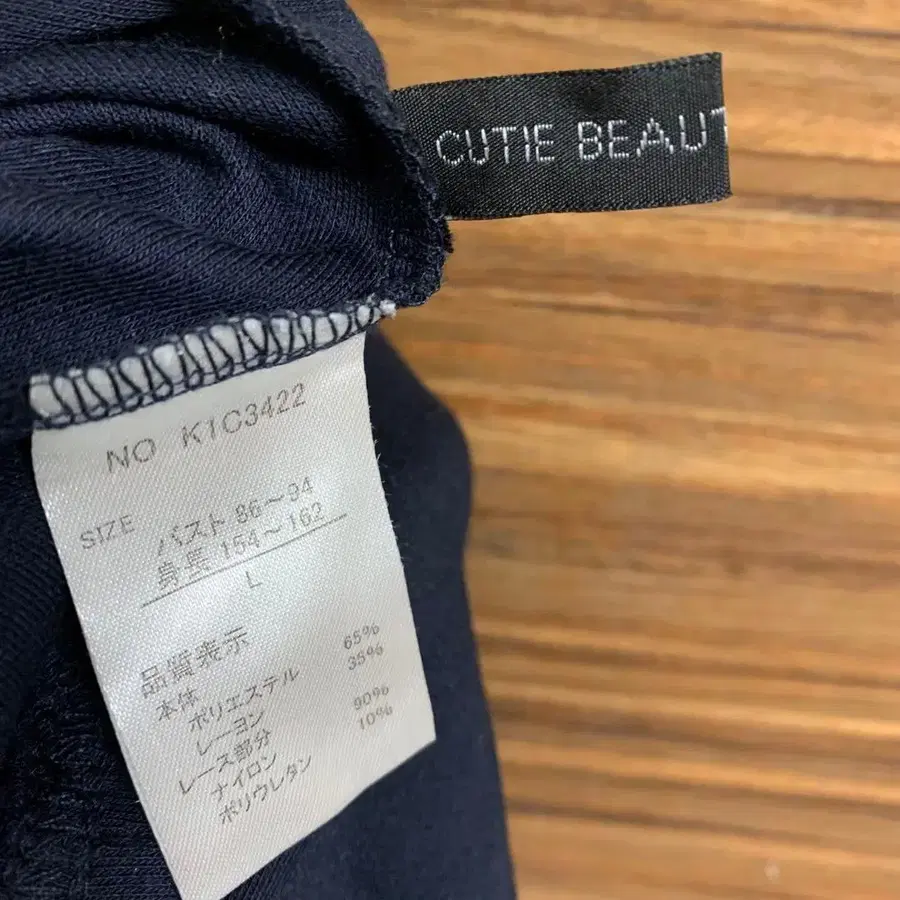 CUTIE BEAUT
NO K1C3422
SIZE バスト 86〜94
身長 154〜162
L
品質表示
本体
ポリエステル 65%
レーヨン 35%
レース部分
ナイロン 90%
ポリウレタン 10%